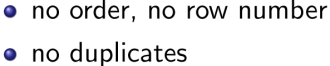 • no order, no row number
• no duplicates